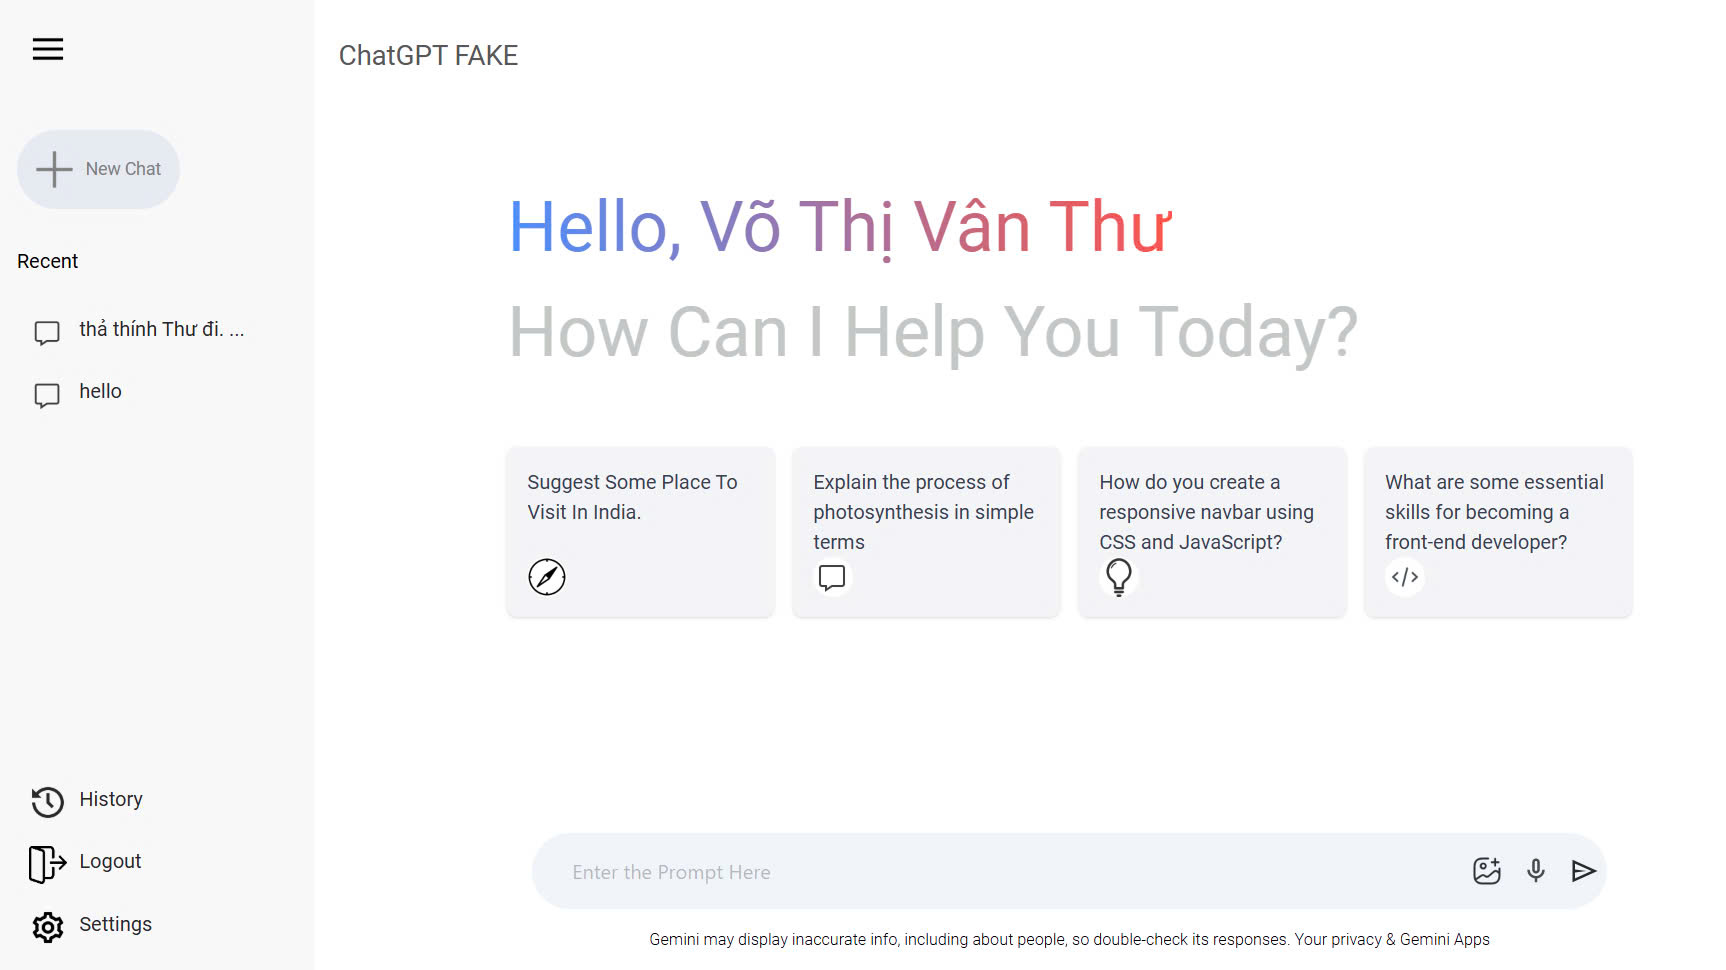 ChatGPT FAKE
New Chat
Recent
thả thính Thư đi. ...
hello
History
Logout
Settings
Hello, Võ Thị Vân Thư
How Can I Help You Today?
Suggest Some Place To
Visit In India.
Explain the process of
photosynthesis in simple
terms
How do you create a
responsive navbar using
CSS and JavaScript?
What are some essential
skills for becoming a
front-end developer?
Enter the Prompt Here
Gemini may display inaccurate info, including about people, so double-check its responses. Your privacy & Gemini Apps